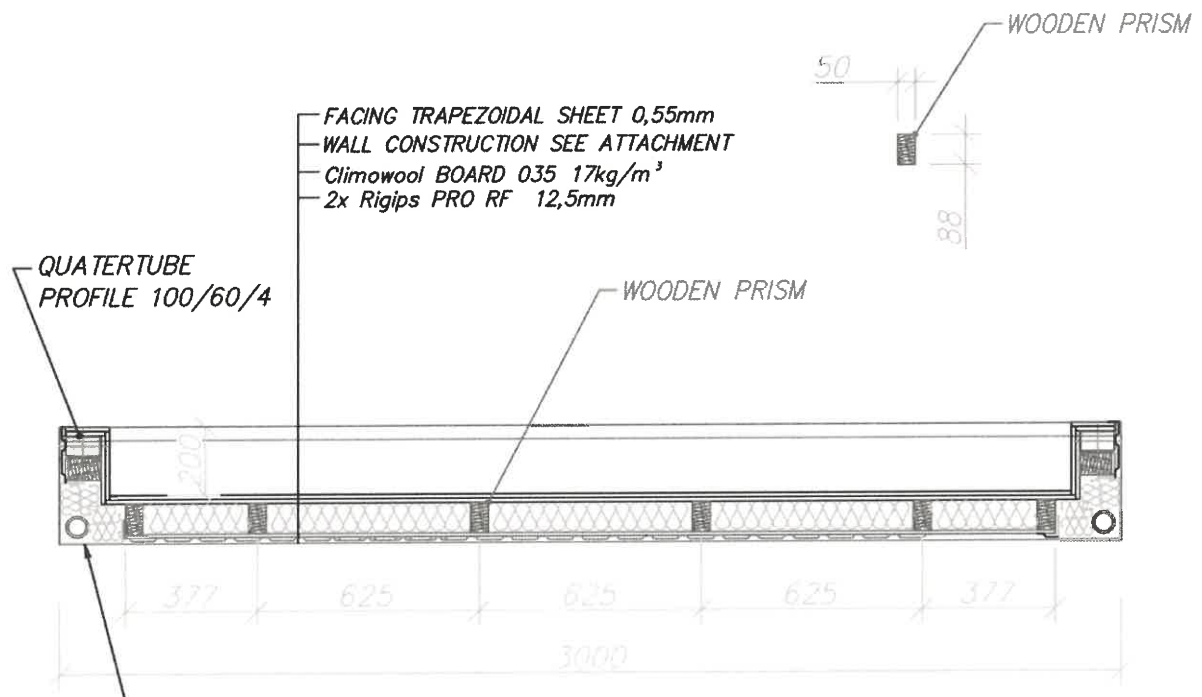 WOODEN PRISM
50
88
FACING TRAPEZOIDAL SHEET 0,55mm
WALL CONSTRUCTION SEE ATTACHMENT
Climowool BOARD 035 17kg/m³
2x Rigips PRO RF 12,5mm
QUATERTUBE
PROFILE 100/60/4
WOODEN PRISM
200
377 625 625 625 377
3000